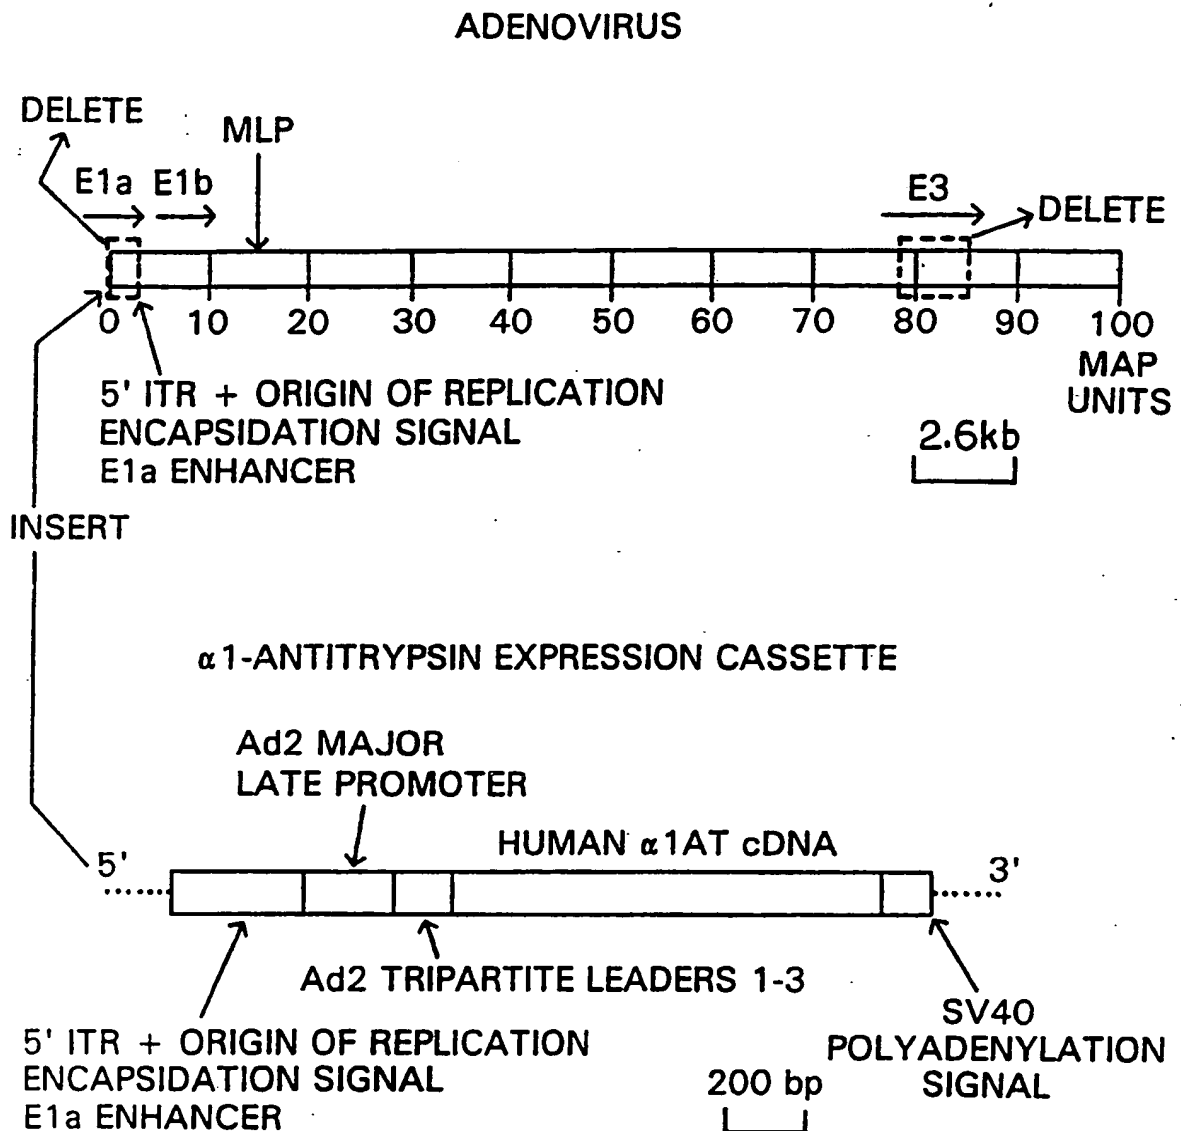 ADENOVIRUS
DELETE
MLP
E1a E1b
E3
DELETE
0 10 20 30 40 50 60 70 80 90 100
MAP
UNITS
5' ITR + ORIGIN OF REPLICATION
ENCAPSIDATION SIGNAL
E1a ENHANCER
2.6kb
INSERT
α1-ANTITRYPSIN EXPRESSION CASSETTE
Ad2 MAJOR
LATE PROMOTER
HUMAN α1AT cDNA
5'
3'
Ad2 TRIPARTITE LEADERS 1-3
SV40
POLYADENYLATION
SIGNAL
5' ITR + ORIGIN OF REPLICATION
ENCAPSIDATION SIGNAL
E1a ENHANCER
200 bp